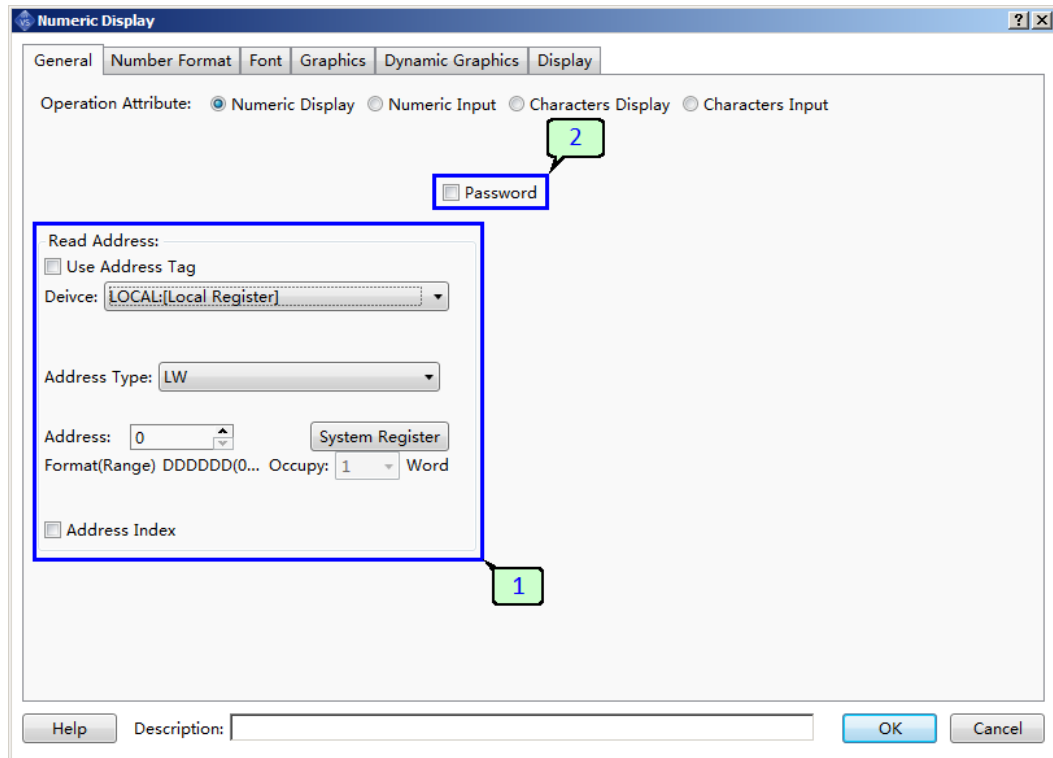 Numeric Display
General Number Format Font Graphics Dynamic Graphics Display
Operation Attribute: Numeric Display Numeric Input Characters Display Characters Input
2
Password
Read Address:
Use Address Tag
Deivce: LOCAL:[Local Register]
Address Type: LW
Address: 0 System Register
Format(Range) DDDDDD(0... Occupy: 1 Word
Address Index
1
Help Description: OK Cancel